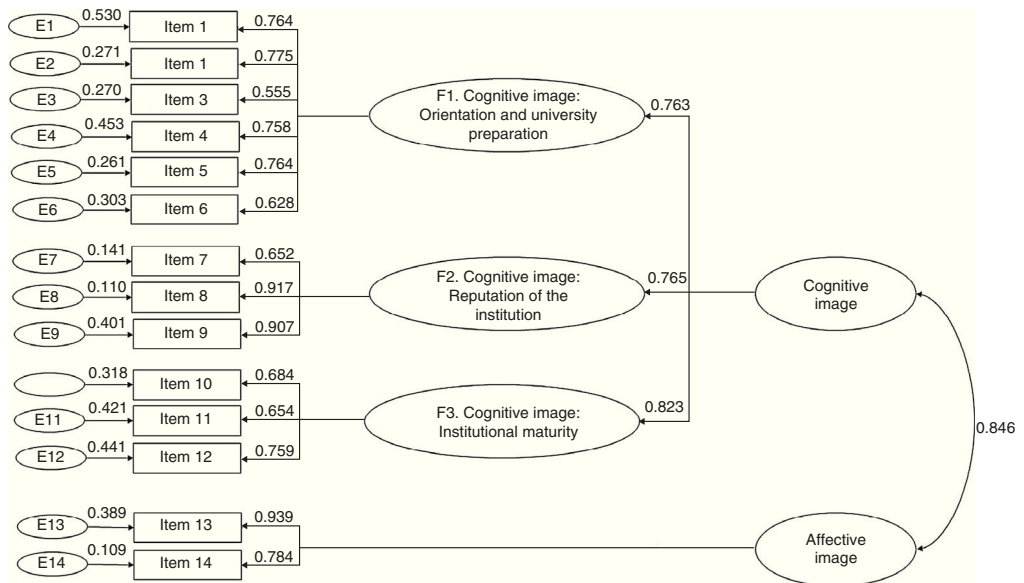 E1 0.530 Item 1 0.764
E2 0.271 Item 1 0.775
E3 0.270 Item 3 0.555
E4 0.453 Item 4 0.758
E5 0.261 Item 5 0.764
E6 0.303 Item 6 0.628
F1. Cognitive image:
Orientation and university
preparation
0.763
E7 0.141 Item 7 0.652
E8 0.110 Item 8 0.917
E9 0.401 Item 9 0.907
F2. Cognitive image:
Reputation of the
institution
0.765
Cognitive
image
0.318 Item 10 0.684
E11 0.421 Item 11 0.654
E12 0.441 Item 12 0.759
F3. Cognitive image:
Institutional maturity
0.823
0.846
E13 0.389 Item 13 0.939
E14 0.109 Item 14 0.784
Affective
image